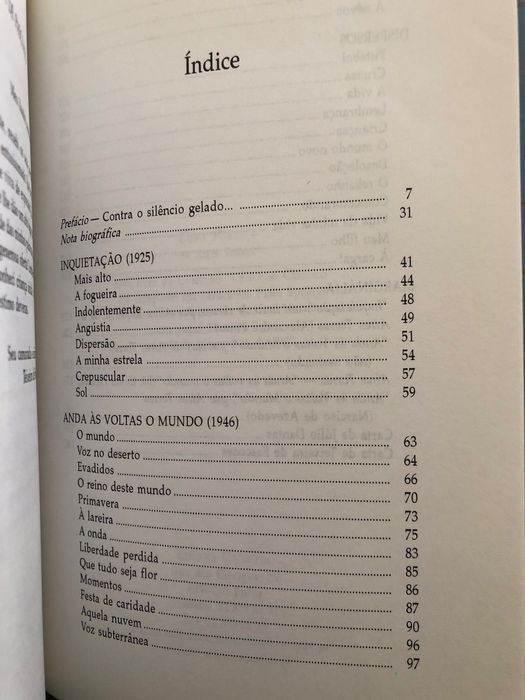 Índice
Prefácio — Contra o silêncio gelado... 7
Nota biográfica 31
INQUIETAÇÃO (1925)
Mais alto 41
A fogueira 44
Indolentemente 48
Angústia 49
Dispersão 51
A minha estrela 54
Crepuscular 57
Sol 59
ANDA ÀS VOLTAS O MUNDO (1946)
O mundo 63
Voz no deserto 64
Evadidos 66
O reino deste mundo 70
Primavera 73
À lareira 75
A onda 83
Liberdade perdida 85
Que tudo seja flor 86
Momentos 87
Festa de caridade 90
Aquela nuvem 96
Voz subterrânea 97